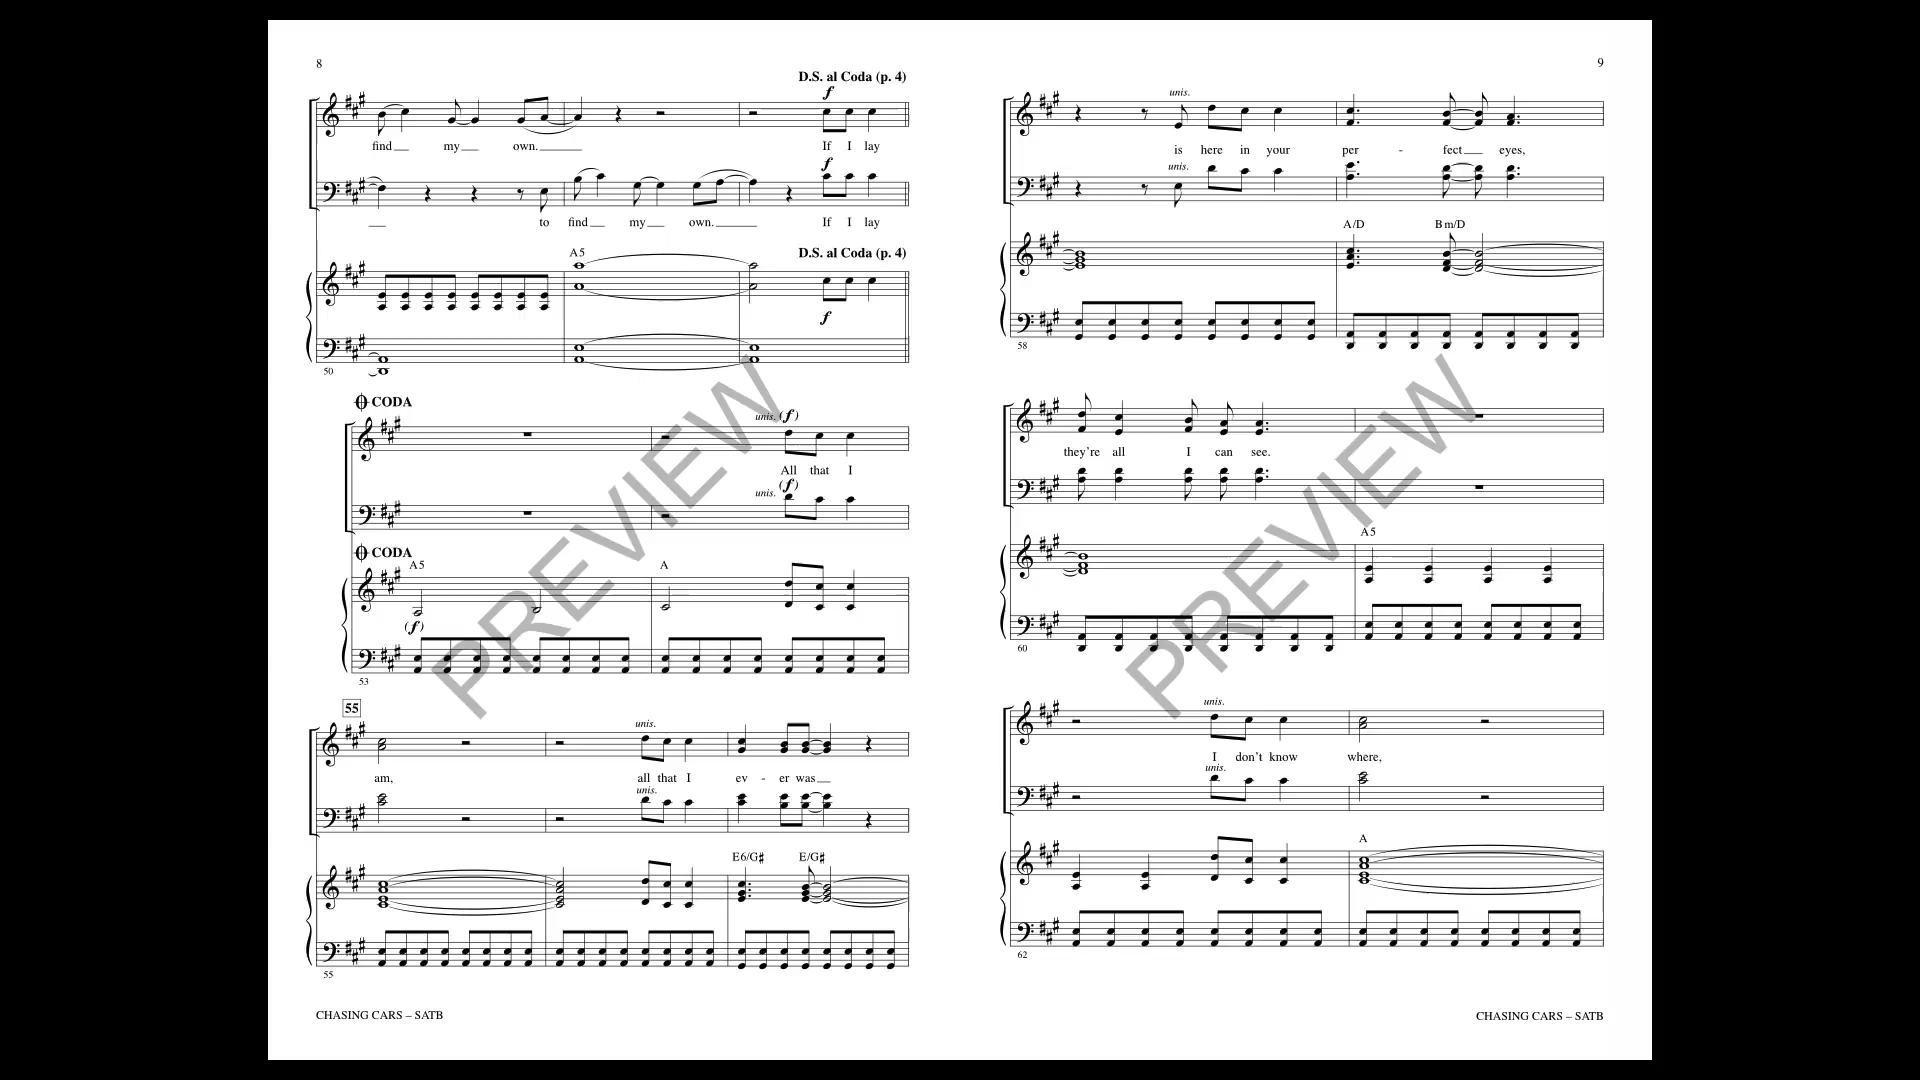 8
D.S. al Coda (p. 4)
f
find my own. If I lay
f
to find my own. If I lay
A5 D.S. al Coda (p. 4)
f
50
CODA
unis. (f)
All that I
unis. (f)
CODA
A5 A
(f)
53
55
unis.
am, all that I ev - er was
unis.
E6/G♯ E/G♯
55
CHASING CARS – SATB
9
unis.
is here in your per - fect eyes,
unis.
A/D Bm/D
58
they're all I can see.
A5
60
unis.
I don't know where,
unis.
A
62
CHASING CARS – SATB
PREVIEW
PREVIEW